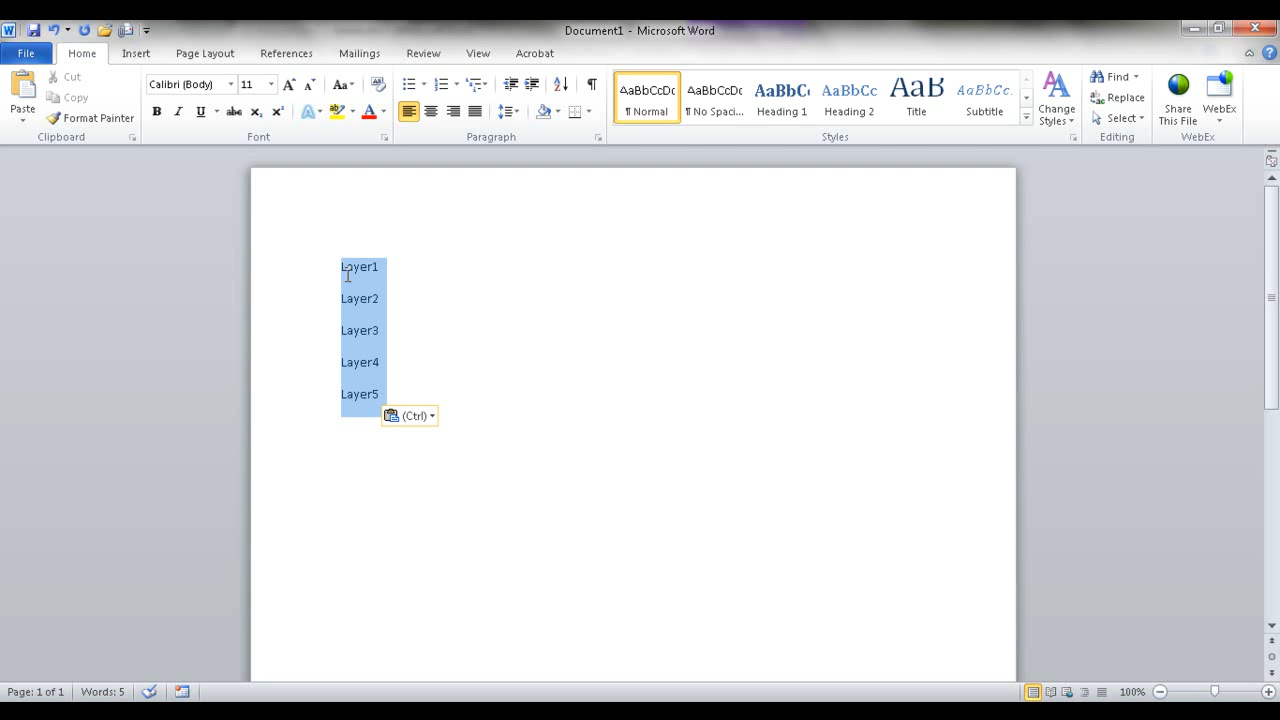 Document1 - Microsoft Word
File Home Insert Page Layout References Mailings Review View Acrobat
Paste
Cut
Copy
Format Painter
Clipboard
Calibri (Body) 11
Font
Paragraph
AaBbCcDc AaBbCcDc AaBbCc AaBbCc AaB AaBbCc.
¶ Normal ¶ No Spaci... Heading 1 Heading 2 Title Subtitle
Change Styles
Styles
Find
Replace
Select
Editing
Share This File
WebEx
WebEx
Layer1
Layer2
Layer3
Layer4
Layer5
(Ctrl)
Page: 1 of 1 Words: 5 100%